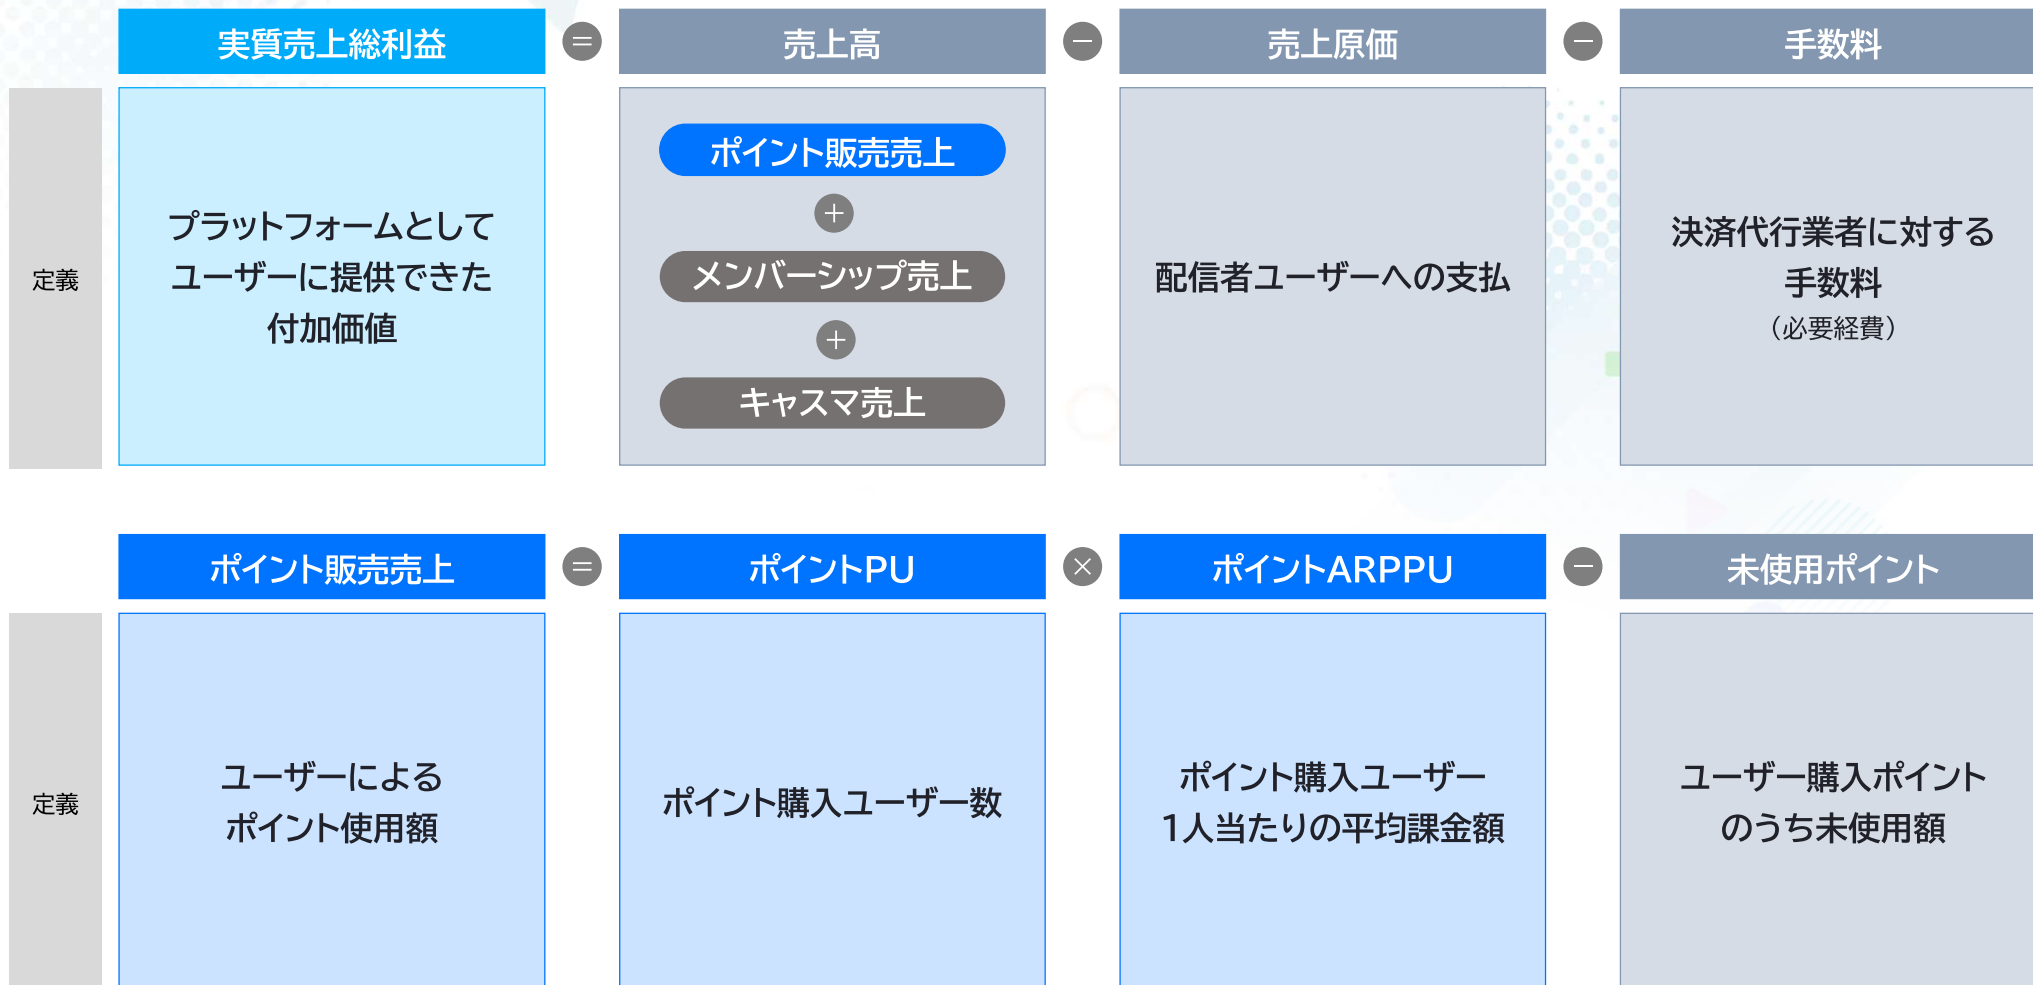 実質売上総利益
=
売上高
−
売上原価
−
手数料
定義
プラットフォームとして
ユーザーに提供できた
付加価値
ポイント販売売上
+
メンバーシップ売上
+
キャスマ売上
配信者ユーザーへの支払
決済代行業者に対する
手数料
（必要経費）
ポイント販売売上
=
ポイントPU
×
ポイントARPPU
−
未使用ポイント
定義
ユーザーによる
ポイント使用額
ポイント購入ユーザー数
ポイント購入ユーザー
1人当たりの平均課金額
ユーザー購入ポイント
のうち未使用額